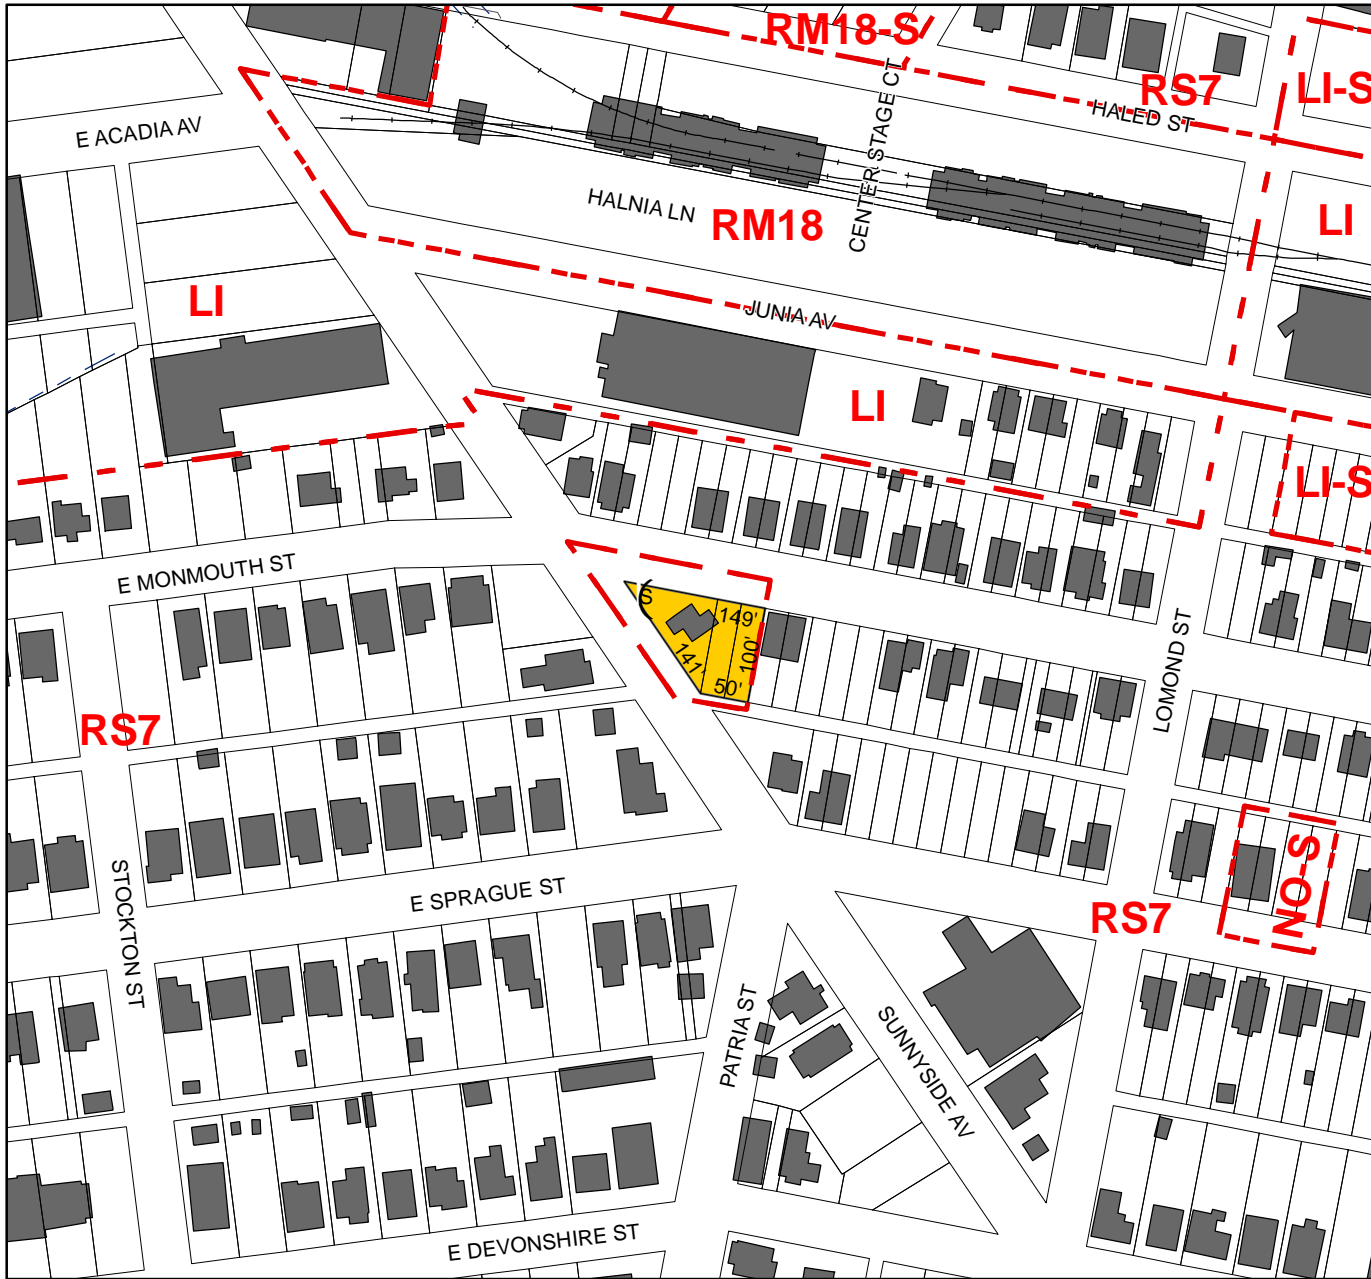 RM18-S
RS7
LI-S
HALED ST
E ACADIA AV
CENTER STAGE CT
HALNIA LN
RM18
LI
LI
JUNIA AV
LI
LI-S
E MONMOUTH ST
S
149'
141'
100'
50'
LOMOND ST
RS7
STOCKTON ST
E SPRAGUE ST
RS7
NO-S
PATRIA ST
SUNNYSIDE AV
E DEVONSHIRE ST